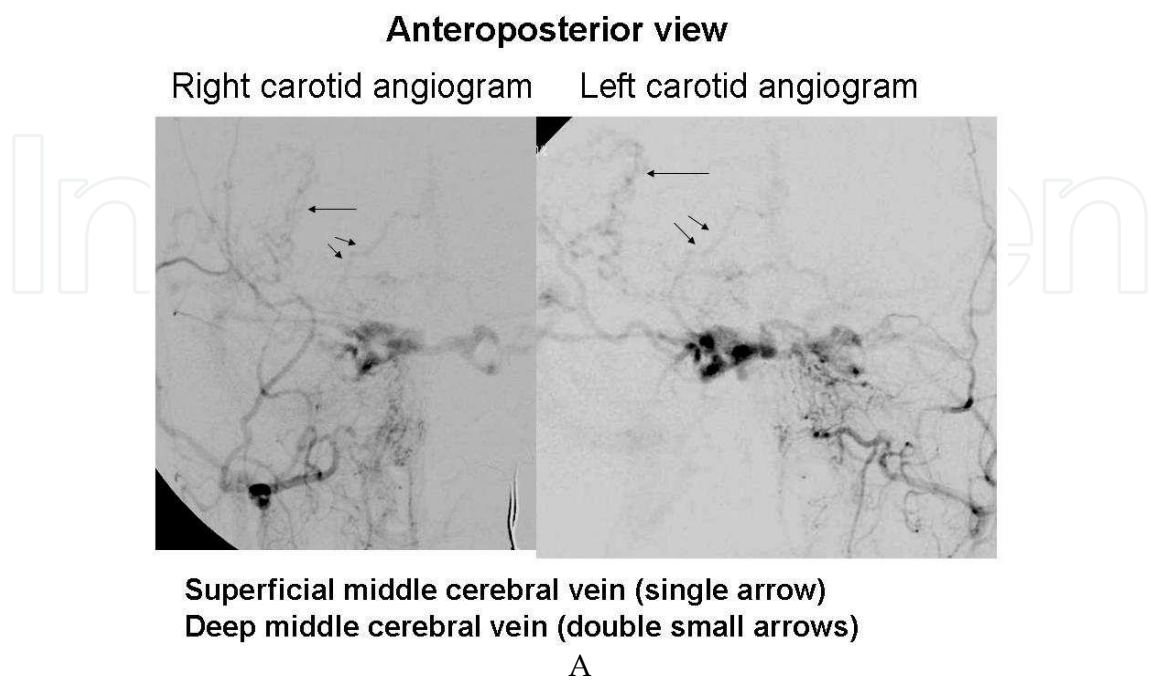 Anteroposterior view
Right carotid angiogram Left carotid angiogram
Superficial middle cerebral vein (single arrow)
Deep middle cerebral vein (double small arrows)
A